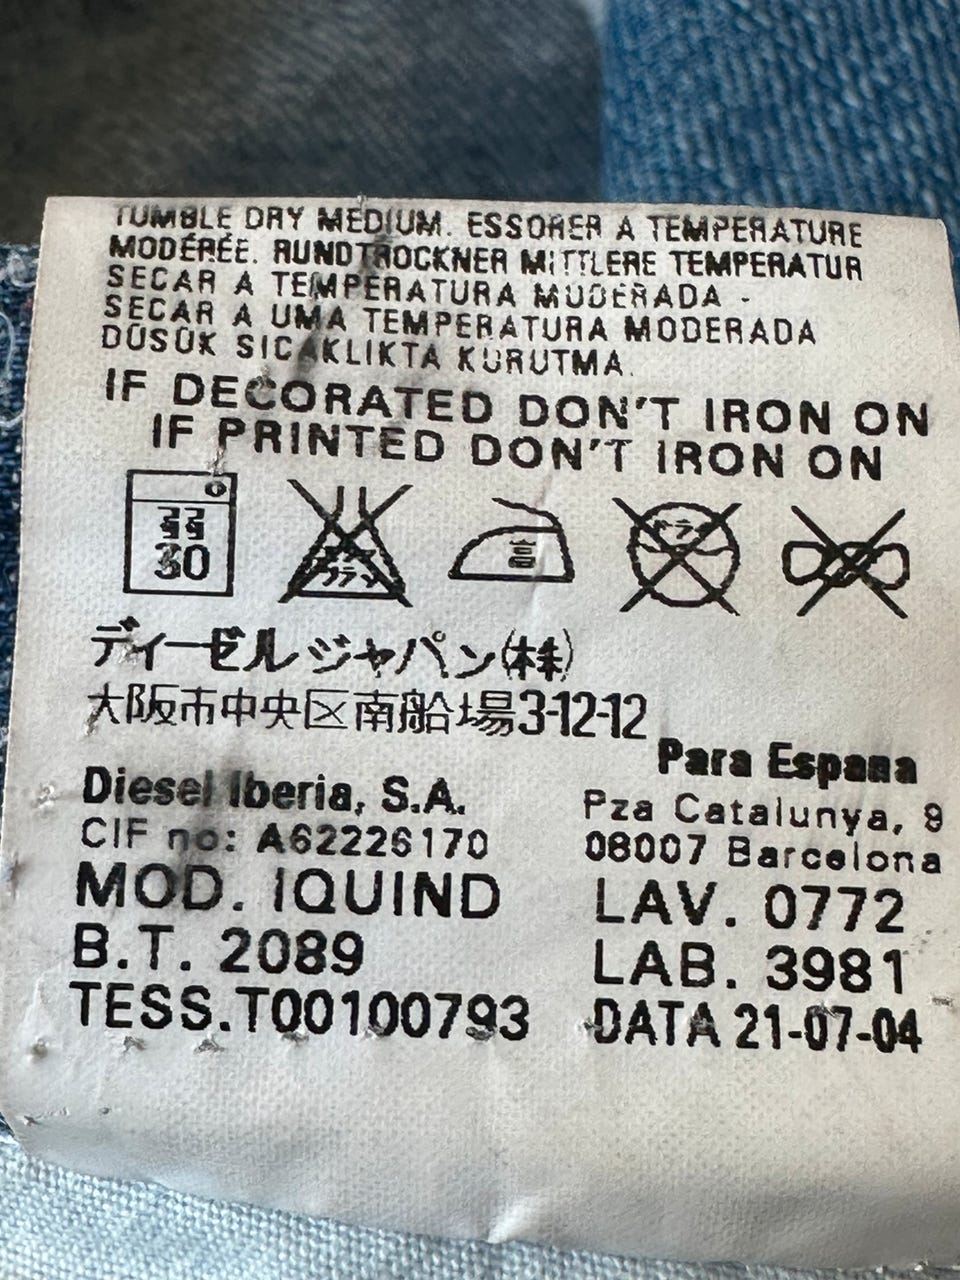 TUMBLE DRY MEDIUM. ESSORER A TEMPERATURE
MODÉRÉE. RUNDTROCKNER MITTLERE TEMPERATUR
SECAR A TEMPERATURA MUDERADA -
SECAR A UMA TEMPERATURA MODERADA
DÜSÜK SICAKLIKTA KURUTMA.
IF DECORATED DON'T IRON ON
IF PRINTED DON'T IRON ON
30
高
ドライ
ディーゼルジャパン(株)
大阪市中央区南船場3-12-12
Para Espana
Diesel Iberia, S.A.
Pza Catalunya, 9
CIF no: A62226170
08007 Barcelona
MOD. IQUIND
LAV. 0772
B.T. 2089
LAB. 3981
TESS.T00100793
DATA 21-07-04